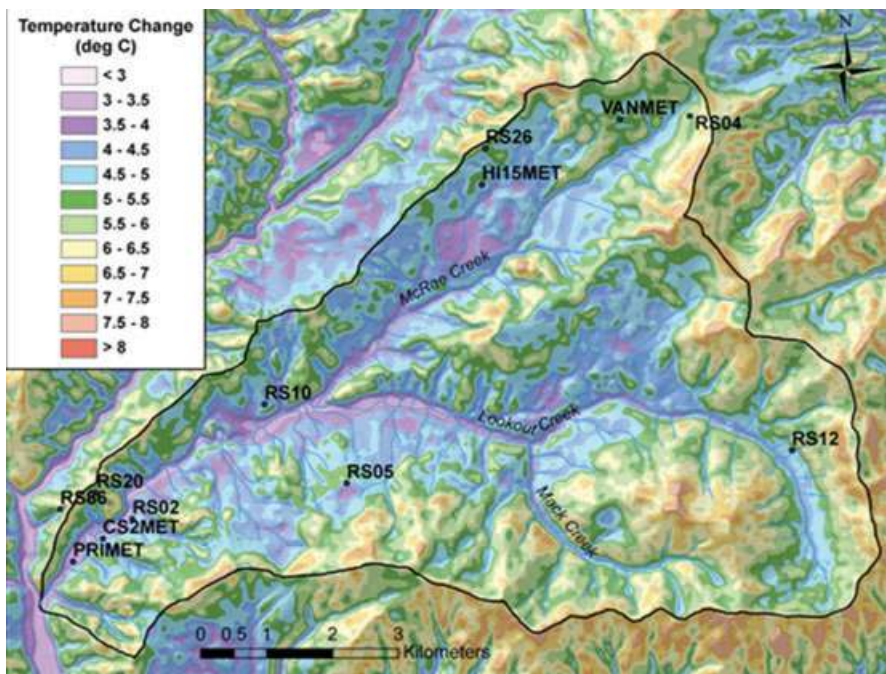 Temperature Change
(deg C)
< 3
3 - 3.5
3.5 - 4
4 - 4.5
4.5 - 5
5 - 5.5
5.5 - 6
6 - 6.5
6.5 - 7
7 - 7.5
7.5 - 8
> 8
N
VANMET
RS04
RS26
HI15MET
McRae Creek
RS10
Lookout Creek
RS12
RS05
Mack Creek
RS20
RS86
RS02
CS2MET
PRIMET
0 0.5 1 2 3
Kilometers